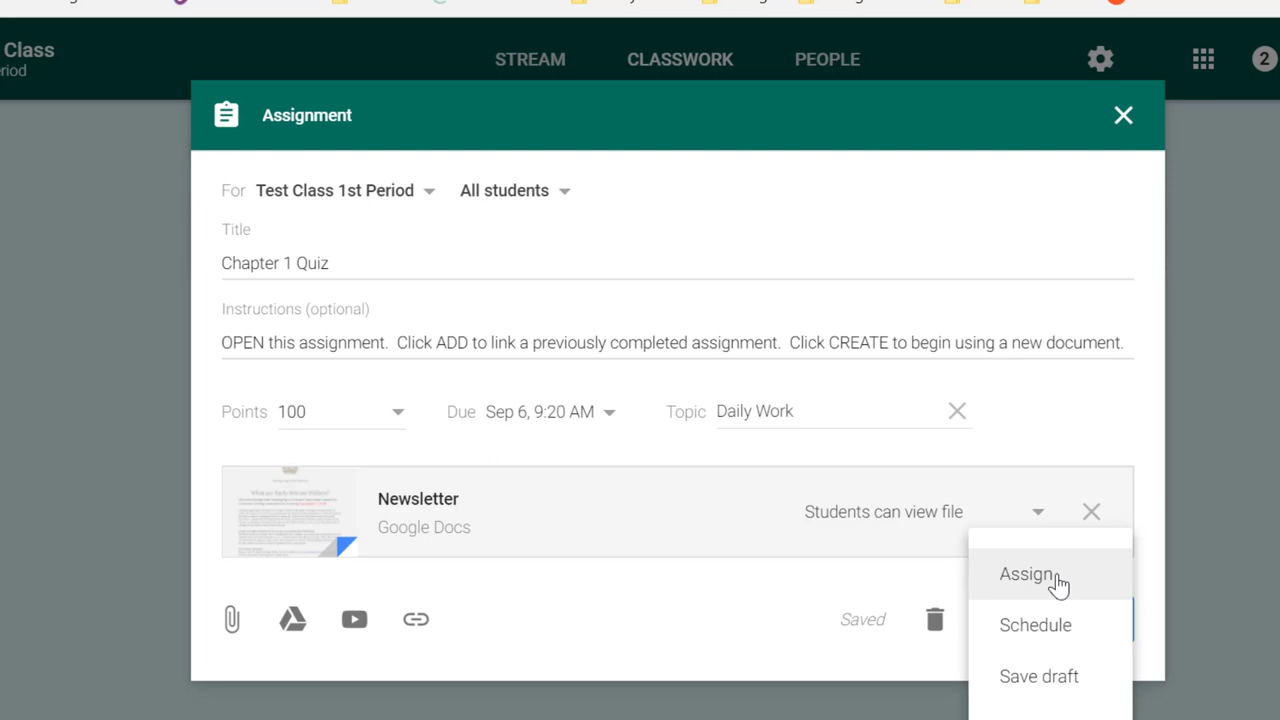 Class
STREAM CLASSWORK PEOPLE 2
riod
Assignment
For Test Class 1st Period All students
Title
Chapter 1 Quiz
Instructions (optional)
OPEN this assignment. Click ADD to link a previously completed assignment. Click CREATE to begin using a new document.
Points 100 Due Sep 6, 9:20 AM Topic Daily Work
Newsletter
Students can view file
Google Docs
Assign
Saved
Schedule
Save draft